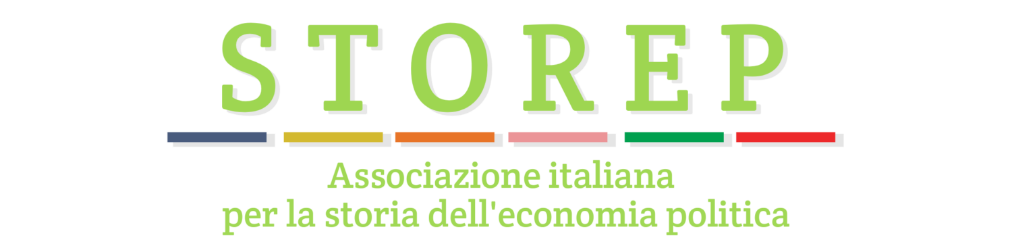 STOREP
Associazione italiana
per la storia dell'economia politica